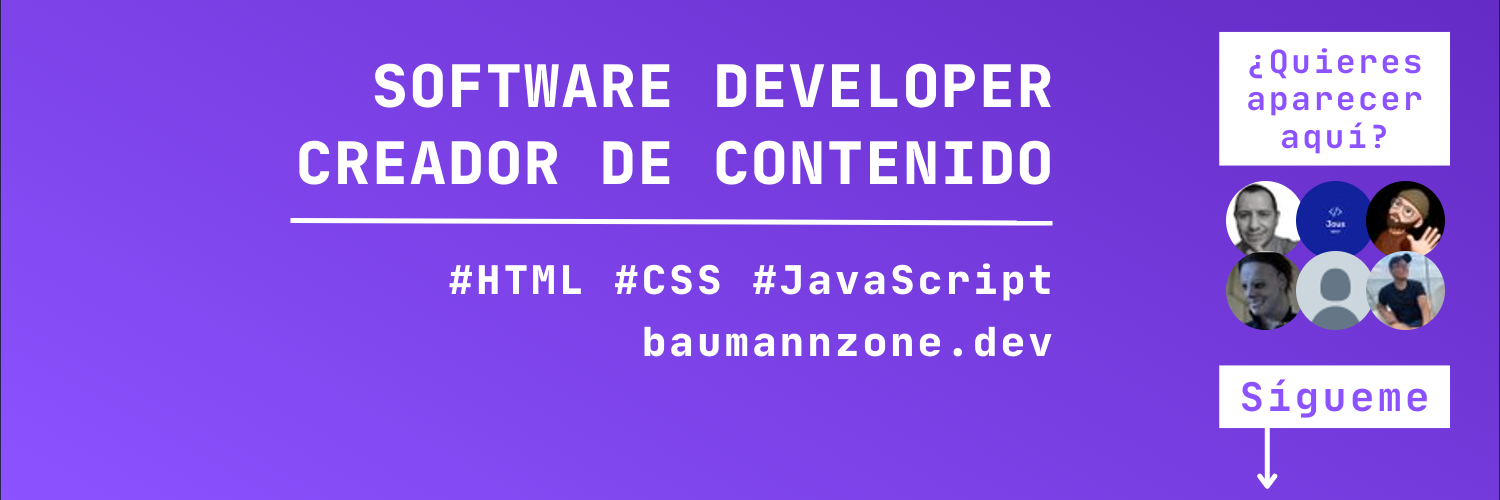 SOFTWARE DEVELOPER
CREADOR DE CONTENIDO
#HTML #CSS #JavaScript
baumannzone.dev
¿Quieres
aparecer
aquí?
</>
Sígueme